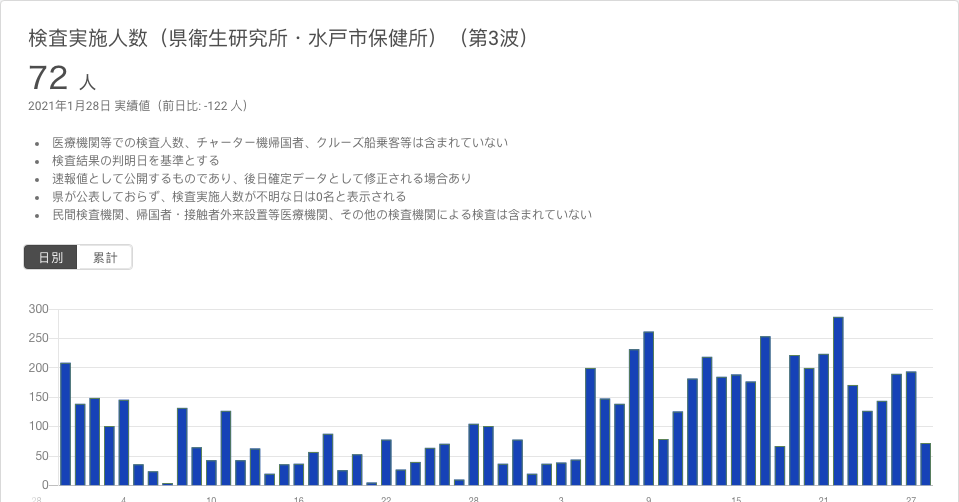 検査実施人数（県衛生研究所・水戸市保健所）（第3波）
72 人
2021年1月28日 実績値（前日比: -122 人）
医療機関等での検査人数、チャーター機帰国者、クルーズ船乗客等は含まれていない
検査結果の判明日を基準とする
速報値として公開するものであり、後日確定データとして修正される場合あり
県が公表しておらず、検査実施人数が不明な日は0名と表示される
民間検査機関、帰国者・接触者外来設置等医療機関、その他の検査機関による検査は含まれていない
日別 累計
300
250
200
150
100
50
0
28 4 10 16 22 28 3 9 15 21 27